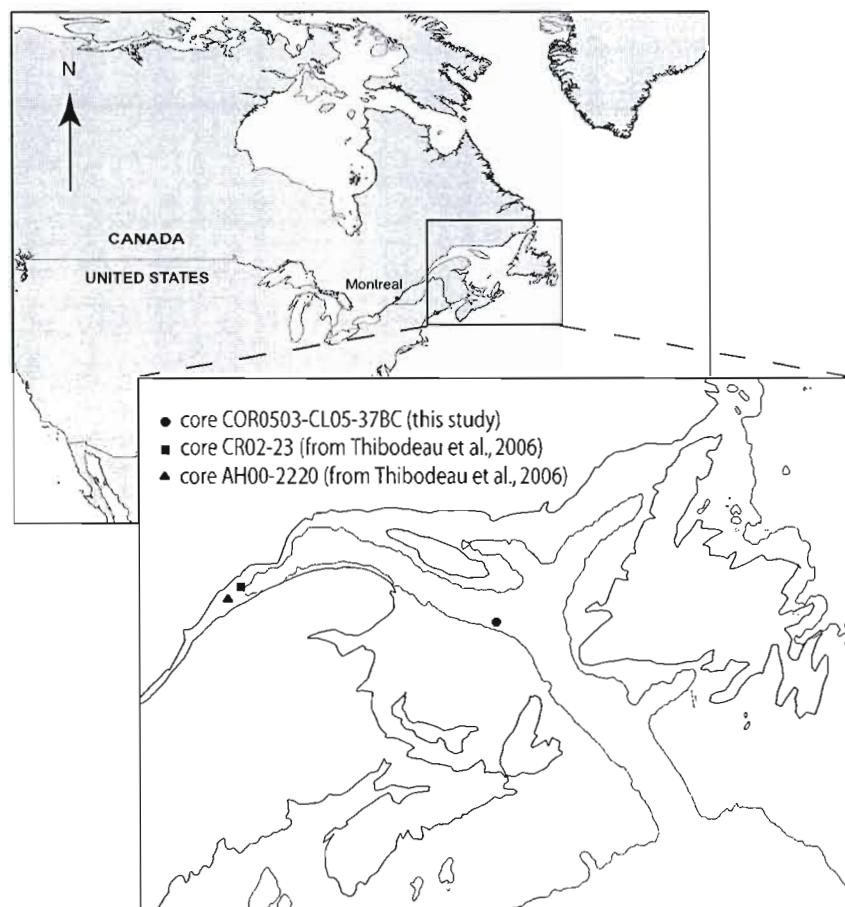 N
CANADA
UNITED STATES
Montreal
core COR0503-CL05-37BC (this study)
core CR02-23 (from Thibodeau et al., 2006)
core AH00-2220 (from Thibodeau et al., 2006)